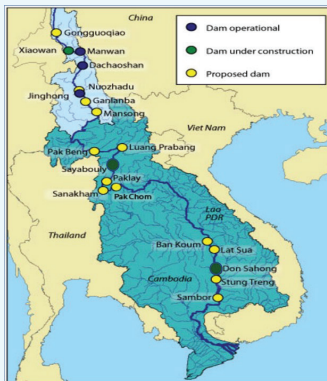 China
Gongguoqiao
Xiaowan
Manwan
Dachaoshan
Nuozhadu
Jinghong
Ganlanba
Mansong
Dam operational
Dam under construction
Proposed dam
Viet Nam
Pak Beng
Luang Prabang
Sayabouly
Paklay
Sanakham
Pak Chom
Lao
PDR
Thailand
Ban Koum
Lat Sua
Cambodia
Don Sahong
Stung Treng
Sambor